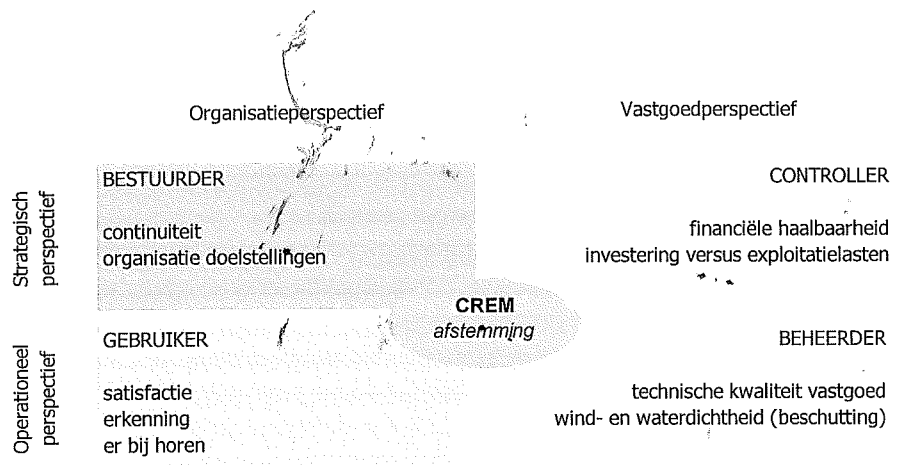 Organisatieperspectief
Vastgoedperspectief
Strategisch
perspectief
BESTUURDER
continuiteit
organisatie doelstellingen
CONTROLLER
financiële haalbaarheid
investering versus exploitatielasten
CREM
afstemming
Operationeel
perspectief
GEBRUIKER
satisfactie
erkenning
er bij horen
BEHEERDER
technische kwaliteit vastgoed
wind- en waterdichtheid (beschutting)